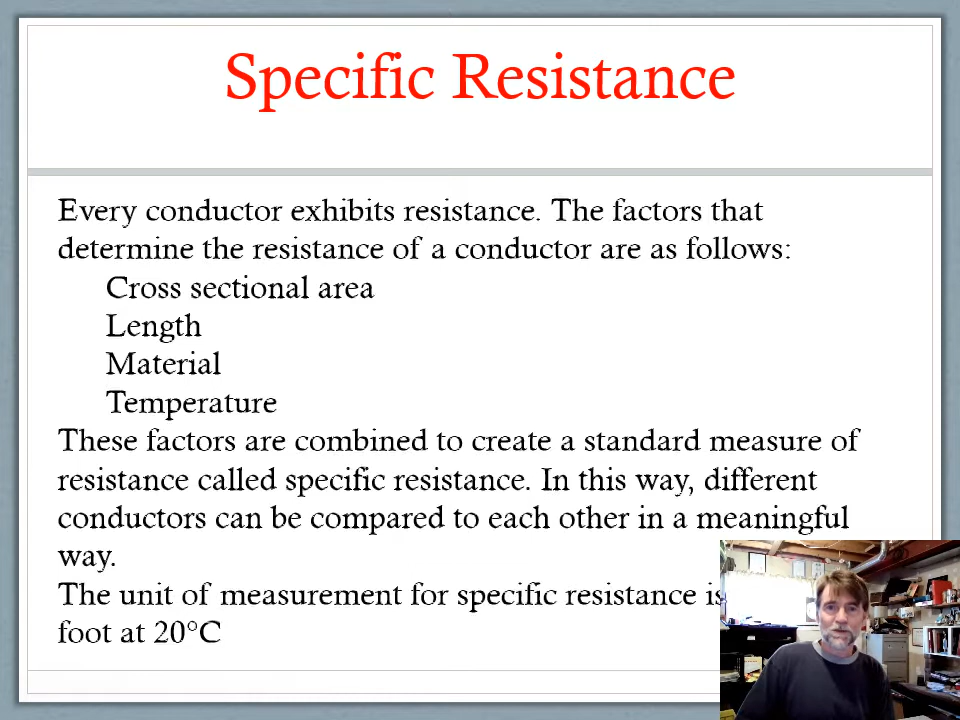 Specific Resistance
Every conductor exhibits resistance. The factors that
determine the resistance of a conductor are as follows:
Cross sectional area
Length
Material
Temperature
These factors are combined to create a standard measure of
resistance called specific resistance. In this way, different
conductors can be compared to each other in a meaningful
way.
The unit of measurement for specific resistance is
foot at 20°C